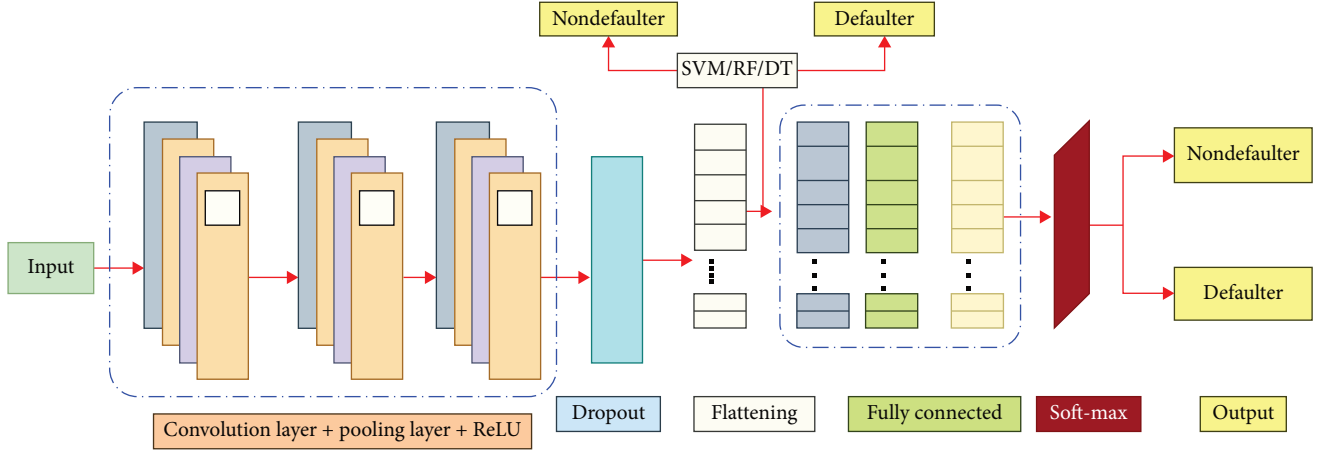 Nondefaulter
Defaulter
SVM/RF/DT
Input
Nondefaulter
Defaulter
Dropout
Flattening
Fully connected
Soft-max
Output
Convolution layer + pooling layer + ReLU